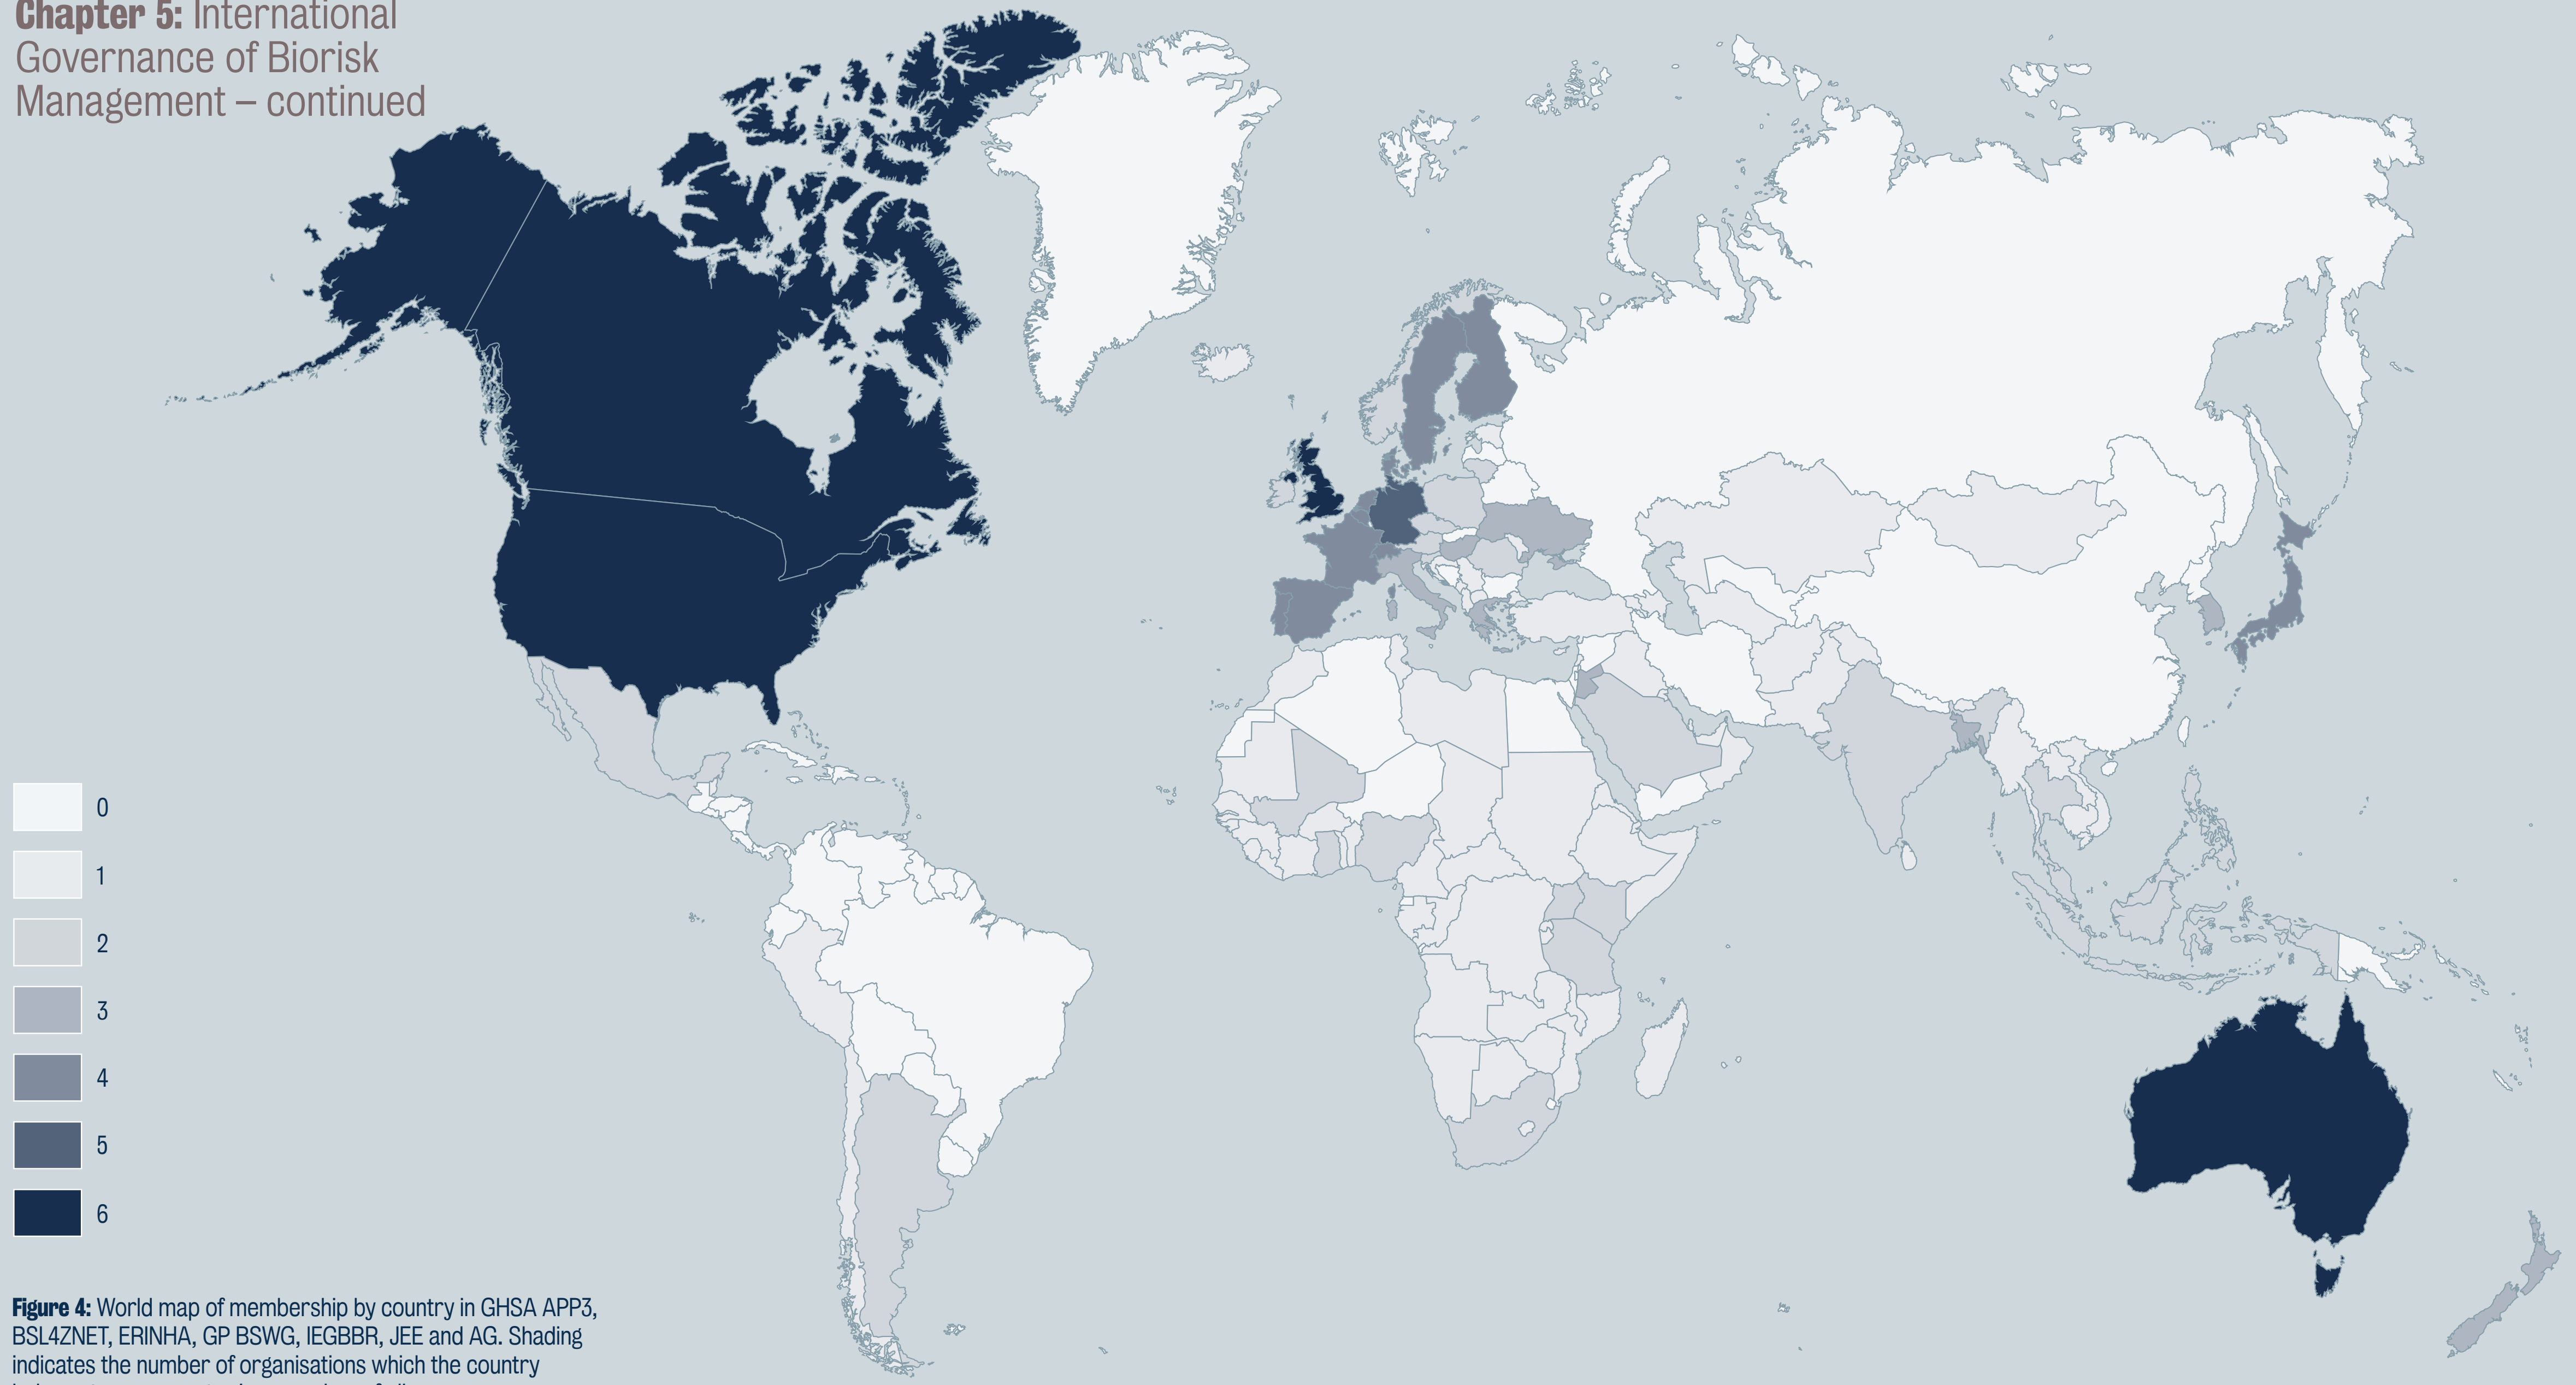 Chapter 5: International
Governance of Biorisk
Management – continued
0
1
2
3
4
5
6
Figure 4: World map of membership by country in GHSA APP3,
BSL4ZNET, ERINHA, GP BSWG, IEGBBR, JEE and AG. Shading
indicates the number of organisations which the country